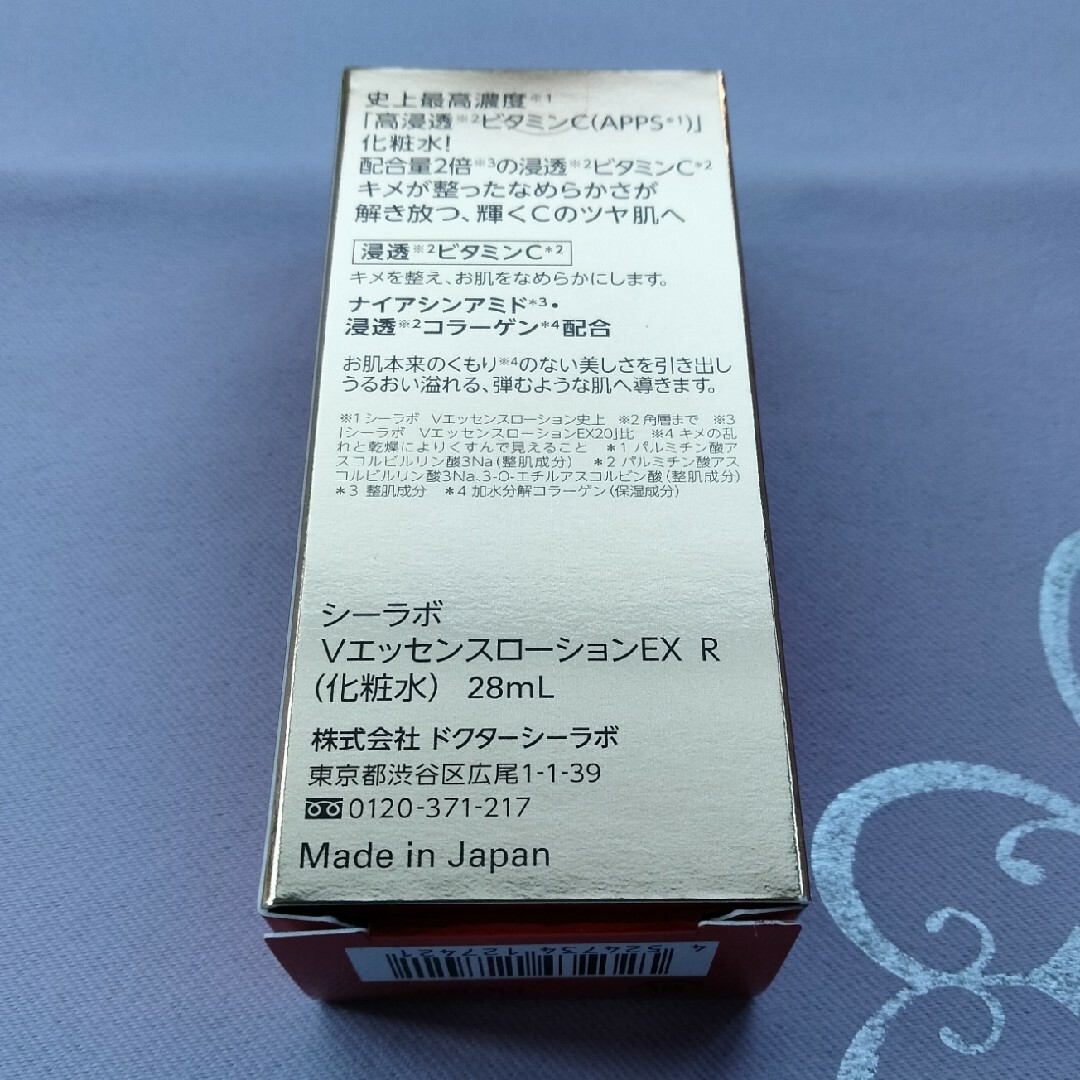 史上最高濃度※1
「高浸透※2ビタミンC(APPS*1)」
化粧水!
配合量2倍※3の浸透※2ビタミンC*2
キメが整ったなめらかさが
解き放つ、輝くCのツヤ肌へ
浸透※2ビタミンC*2
キメを整え、お肌をなめらかにします。
ナイアシンアミド*3・
浸透※2コラーゲン*4配合
お肌本来のくもり※4のない美しさを引き出し
うるおい溢れる、弾むような肌へ導きます。
※1 シーラボ Vエッセンスローション史上 ※2 角層まで ※3
「シーラボ VエッセンスローションEX20」比 ※4 キメの乱
れと乾燥によりくすんで見えること *1 パルミチン酸ア
スコルビルリン酸3Na(整肌成分) *2 パルミチン酸アス
コルビルリン酸3Na、3-O-エチルアスコルビン酸(整肌成分)
*3 整肌成分 *4 加水分解コラーゲン(保湿成分)
シーラボ
VエッセンスローションEX R
(化粧水) 28mL
株式会社 ドクターシーラボ
東京都渋谷区広尾1-1-39
0120-371-217
Made in Japan
4 524734 127421